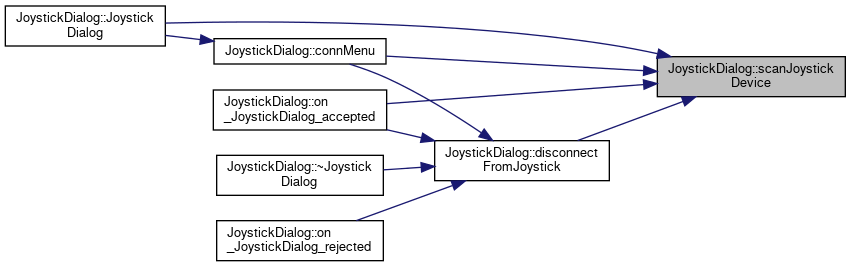 JoystickDialog::Joystick
Dialog
JoystickDialog::connMenu
JoystickDialog::scanJoystick
Device
JoystickDialog::on
_JoystickDialog_accepted
JoystickDialog::disconnect
FromJoystick
JoystickDialog::~Joystick
Dialog
JoystickDialog::on
_JoystickDialog_rejected